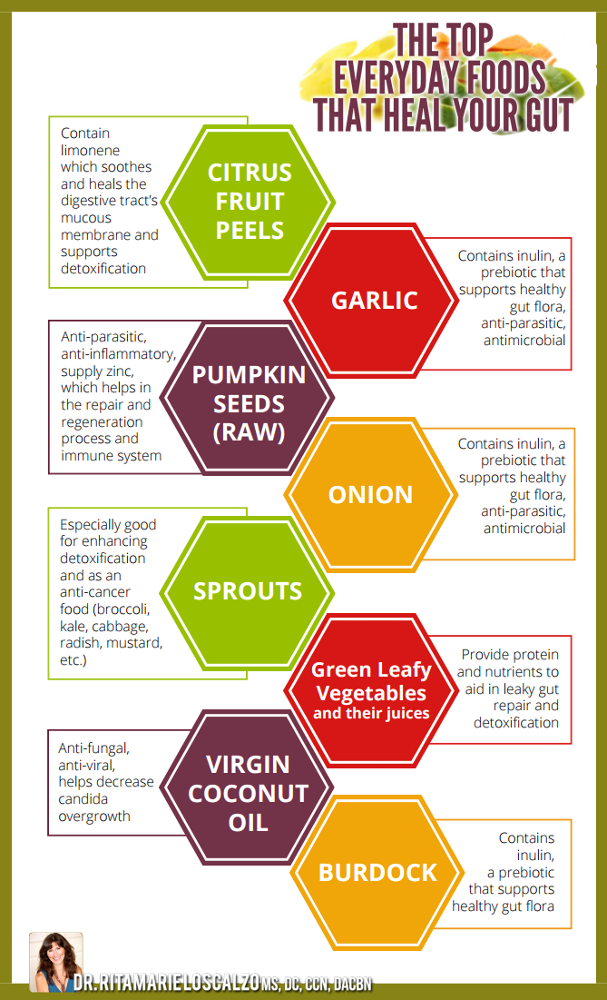 THE TOP
EVERYDAY FOODS
THAT HEAL YOUR GUT
Contain
limonene
which soothes
and heals the
digestive tract's
mucous
membrane and
supports
detoxification
CITRUS
FRUIT
PEELS
GARLIC
Contains inulin, a
prebiotic that
supports healthy
gut flora,
anti-parasitic,
antimicrobial
Anti-parasitic,
anti-inflammatory,
supply zinc,
which helps in
the repair and
regeneration
process and
immune system
PUMPKIN
SEEDS
(RAW)
ONION
Contains inulin, a
prebiotic that
supports healthy
gut flora,
anti-parasitic,
antimicrobial
Especially good
for enhancing
detoxification
and as an
anti-cancer
food (broccoli,
kale, cabbage,
radish, mustard,
etc.)
SPROUTS
Green Leafy
Vegetables
and their juices
Provide protein
and nutrients to
aid in leaky gut
repair and
detoxification
Anti-fungal,
anti-viral,
helps decrease
candida
overgrowth
VIRGIN
COCONUT
OIL
BURDOCK
Contains
inulin,
a prebiotic
that supports
healthy gut flora
DR.RITAMARIELOSCALZO MS, DC, CCN, DACBN